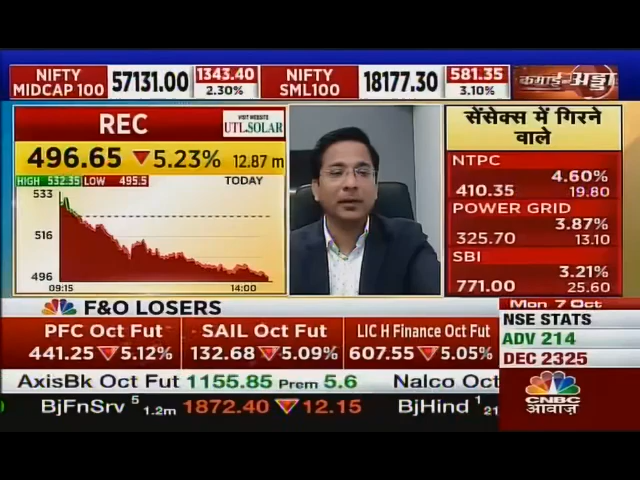 NIFTY MIDCAP 100 57131.00 1343.40 2.30%
NIFTY SML100 18177.30 581.35 3.10%
कमाई का अड्डा
REC
VISIT WEBSITE
UTL.SOLAR
496.65 5.23% 12.87 m
HIGH 532.35 LOW 495.5 TODAY
533
516
496
09:15 14:00
सेंसेक्स में गिरने
वाले
NTPC
4.60%
410.35 19.80
POWER GRID
3.87%
325.70 13.10
SBI
3.21%
771.00 25.60
F&O LOSERS
PFC Oct Fut
441.25 5.12%
SAIL Oct Fut
132.68 5.09%
LIC H Finance Oct Fut
607.55 5.05%
Mon 7 Oct
NSE STATS
ADV 214
DEC 2325
AxisBk Oct Fut 1155.85 Prem 5.6 Nalco Oct
BjFnSrv 5 1.2m 1872.40 12.15 BjHind 1 21
CNBC
आवाज़